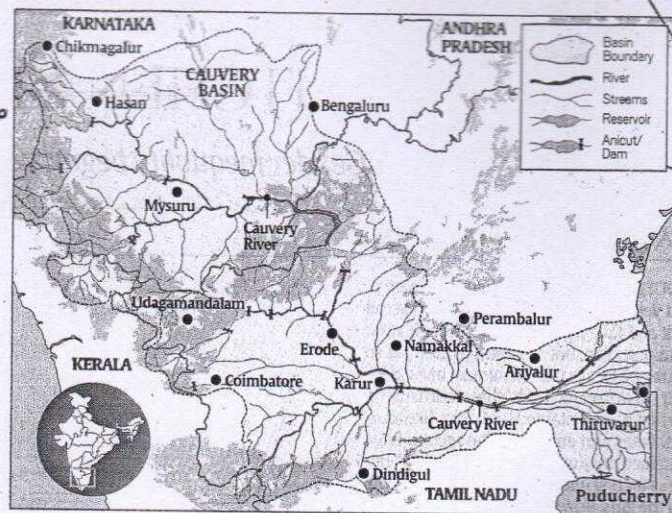 KARNATAKA
Chikmagalur
CAUVERY
BASIN
Hasan
Bengaluru
ANDHRA
PRADESH
Basin
Boundary
River
Streams
Reservoir
Anicut/
Dam
Mysuru
Cauvery
River
Udagamandalam
Perambalur
Erode
Namakkal
KERALA
Coimbatore
Karur
Ariyalur
Cauvery River
Thiruvarur
Dindigul
TAMIL NADU
Puducherry